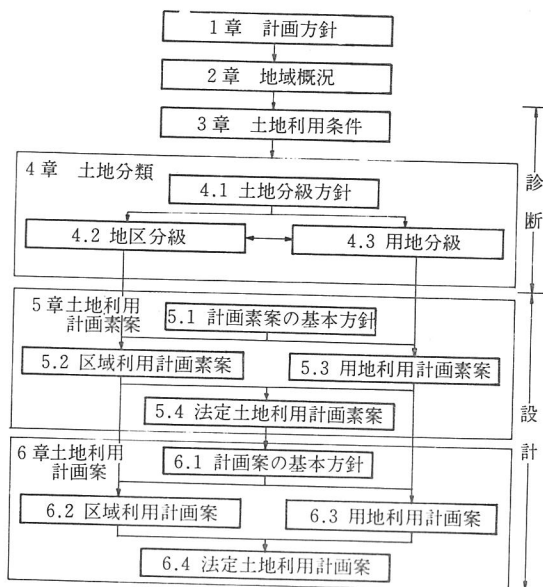 1章 計画方針
2章 地域概況
3章 土地利用条件
4章 土地分類
4.1 土地分級方針
4.2 地区分級
4.3 用地分級
診断
5章土地利用
計画素案
5.1 計画素案の基本方針
5.2 区域利用計画素案
5.3 用地利用計画素案
5.4 法定土地利用計画素案
6章土地利用
計画案
6.1 計画案の基本方針
6.2 区域利用計画案
6.3 用地利用計画案
6.4 法定土地利用計画案
設計